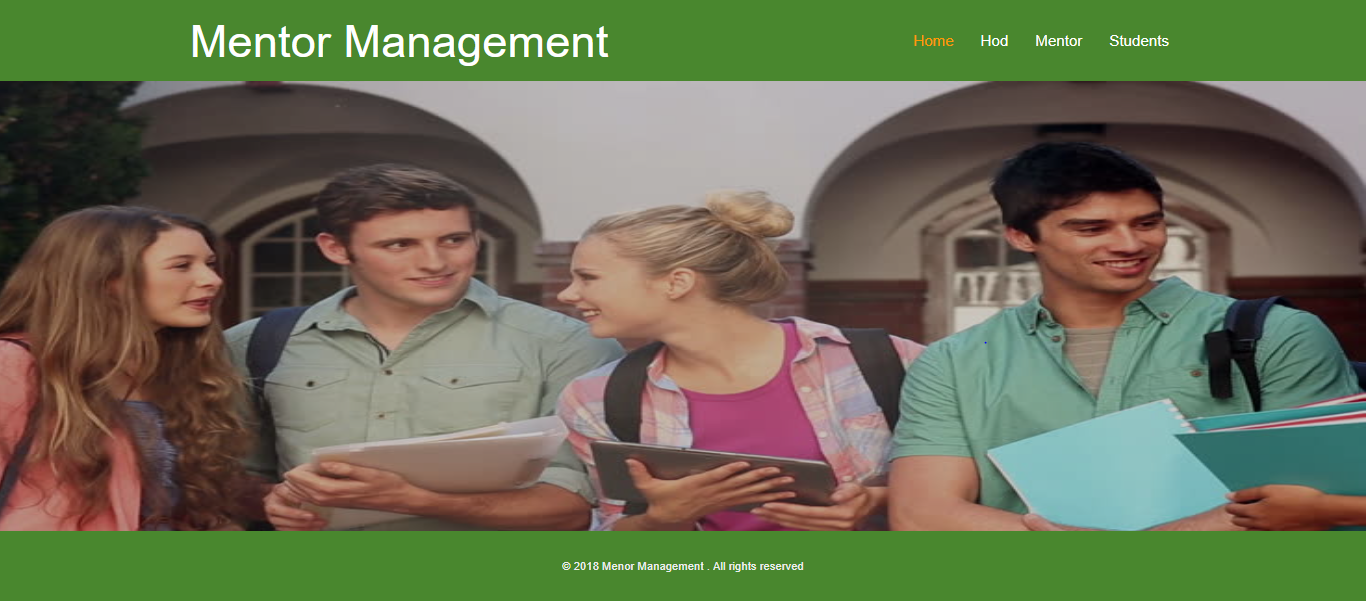 Mentor Management
Home Hod Mentor Students
© 2018 Menor Management . All rights reserved